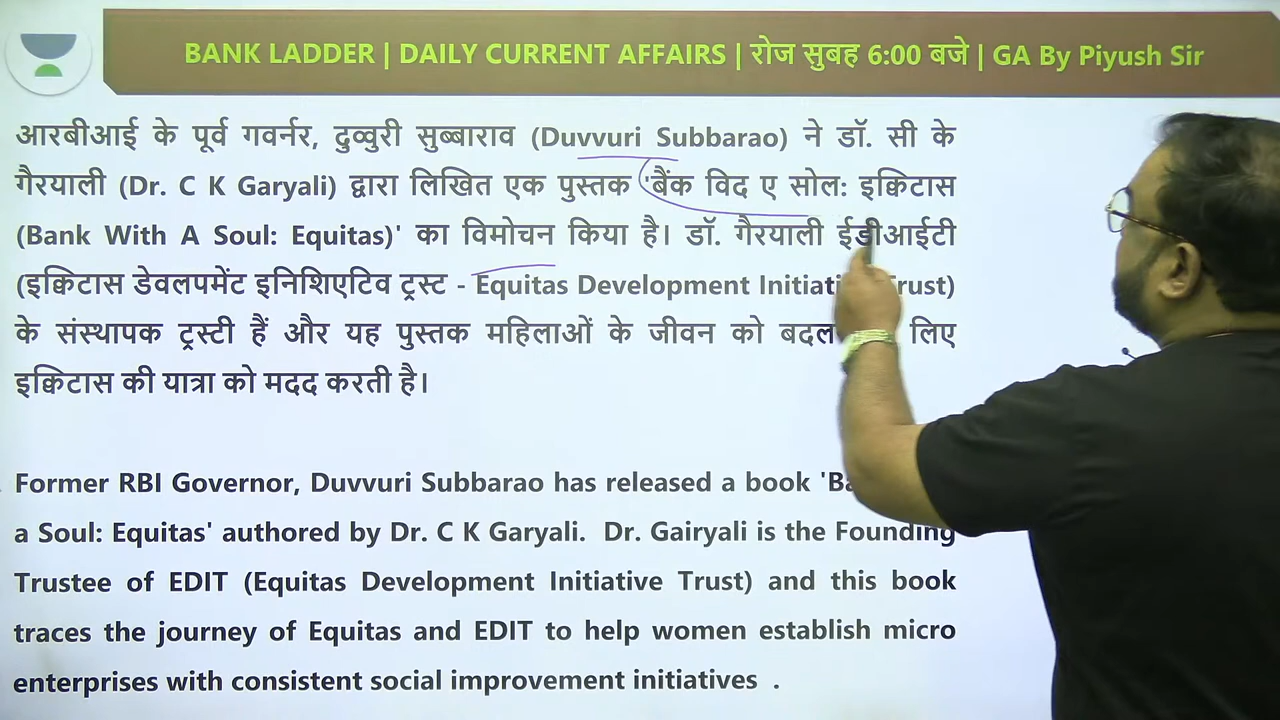 BANK LADDER | DAILY CURRENT AFFAIRS | रोज सुबह 6:00 बजे | GA By Piyush Sir
आरबीआई के पूर्व गवर्नर, दुव्वुरी सुब्बाराव (Duvvuri Subbarao) ने डॉ. सी के
गैरयाली (Dr. C K Garyali) द्वारा लिखित एक पुस्तक 'बैंक विद ए सोल: इक्विटास
(Bank With A Soul: Equitas)' का विमोचन किया है। डॉ. गैरयाली ईडीआईटी
(इक्विटास डेवलपमेंट इनिशिएटिव ट्रस्ट - Equitas Development
के संस्थापक ट्रस्टी हैं और यह पुस्तक महिलाओं के जीवन को लिए
इक्विटास की यात्रा को मदद करती है।
Former RBI Governor, Duvvuri Subbarao has released a book
a Soul: Equitas' authored by Dr. C K Garyali. Dr. Gairyali is the Founding
Trustee of EDIT (Equitas Development Initiative Trust) and this book
traces the journey of Equitas and EDIT to help women establish micro
enterprises with consistent social improvement initiatives .